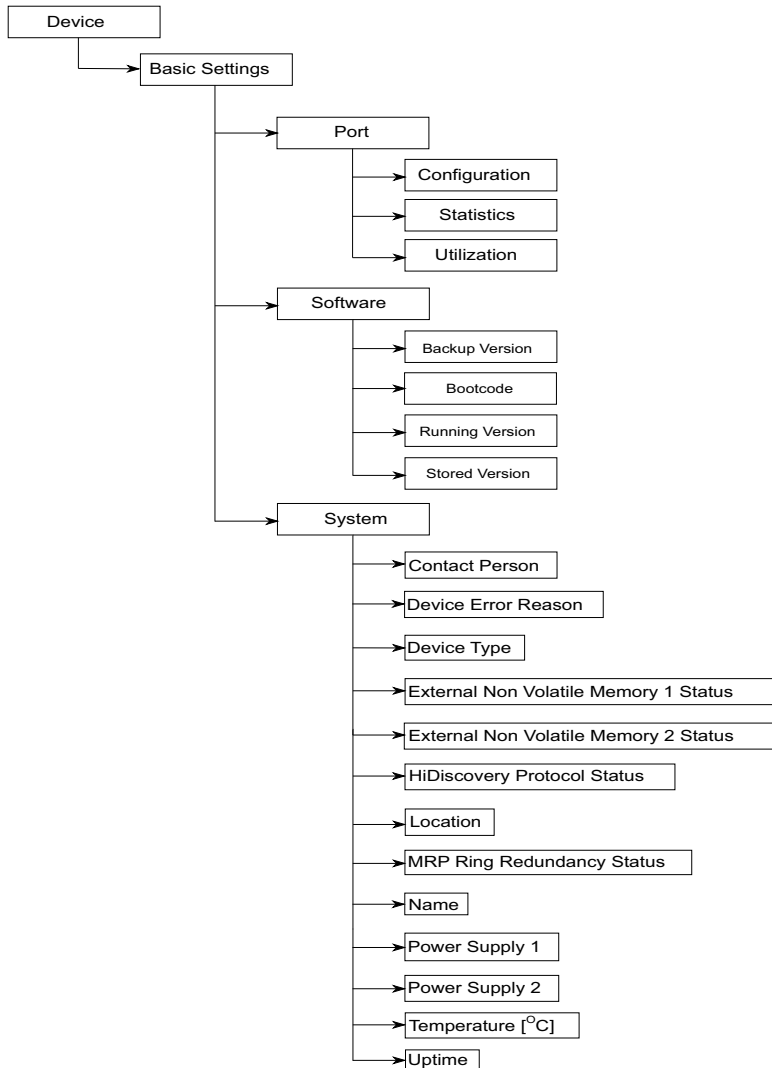 Device
Basic Settings
Port
Configuration
Statistics
Utilization
Software
Backup Version
Bootcode
Running Version
Stored Version
System
Contact Person
Device Error Reason
Device Type
External Non Volatile Memory 1 Status
External Non Volatile Memory 2 Status
HiDiscovery Protocol Status
Location
MRP Ring Redundancy Status
Name
Power Supply 1
Power Supply 2
Temperature [°C]
Uptime